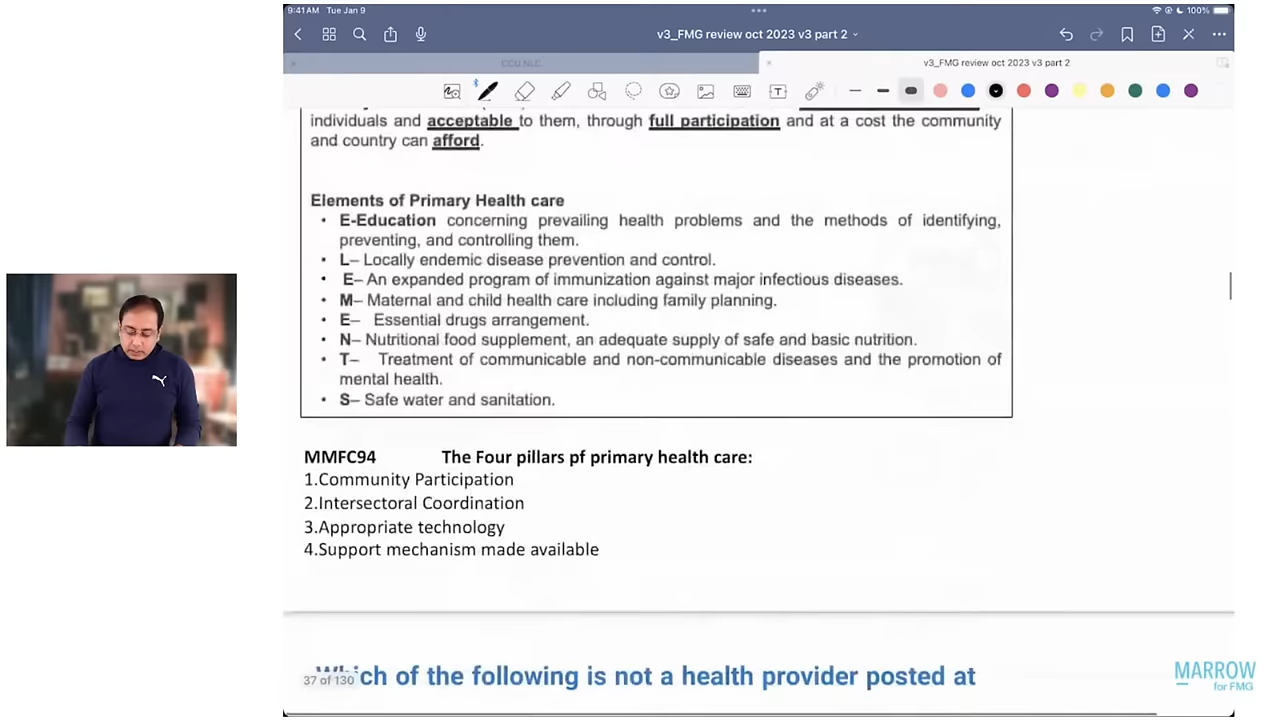 9:41 AM Tue Jan 9
100%
v3_FMG review oct 2023 v3 part 2
v3_FMG review oct 2023 v3 part 2
T
individuals and acceptable to them, through full participation and at a cost the community
and country can afford.
Elements of Primary Health care
• E-Education concerning prevailing health problems and the methods of identifying,
preventing, and controlling them.
• L– Locally endemic disease prevention and control.
• E– An expanded program of immunization against major infectious diseases.
• M– Maternal and child health care including family planning.
• E– Essential drugs arrangement.
• N– Nutritional food supplement, an adequate supply of safe and basic nutrition.
• T– Treatment of communicable and non-communicable diseases and the promotion of
mental health.
• S– Safe water and sanitation.
MMFC94 The Four pillars pf primary health care:
1.Community Participation
2.Intersectoral Coordination
3.Appropriate technology
4.Support mechanism made available
Which of the following is not a health provider posted at
37 of 130
MARROW
for FMG